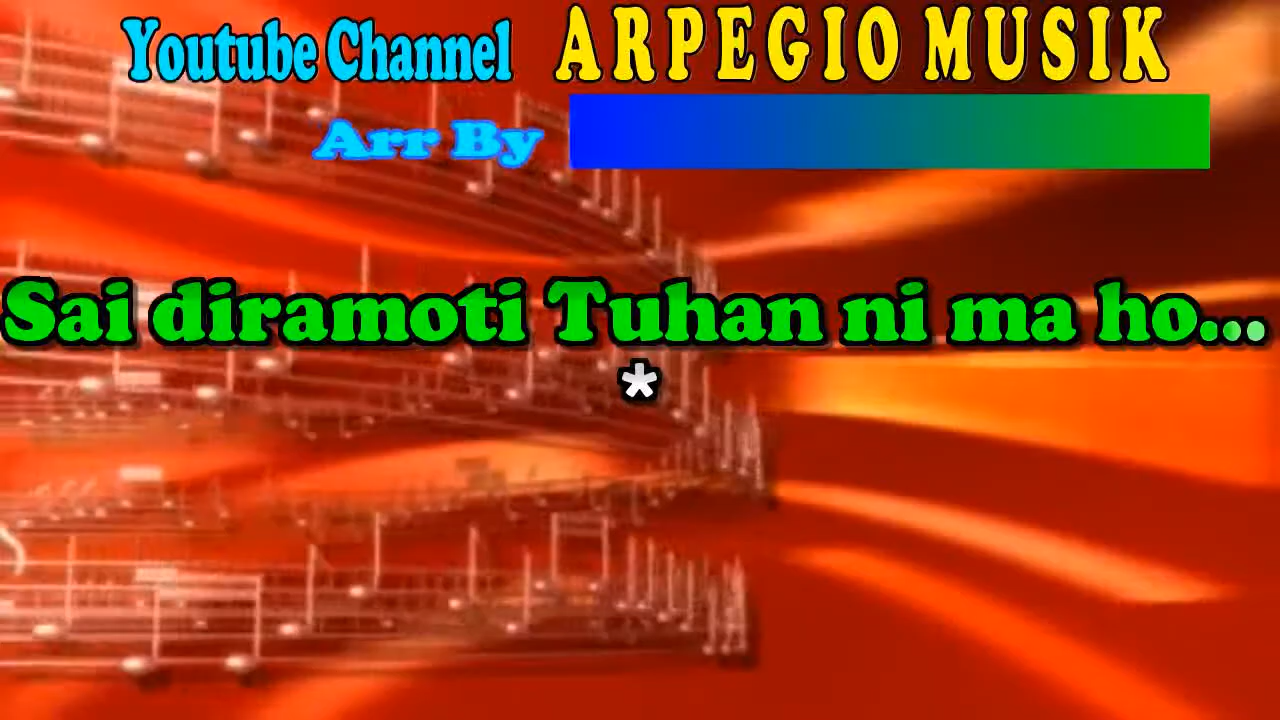 Youtube Channel ARPEGIO MUSIK
Arr By
Sai diramoti Tuhan ni ma ho...
*